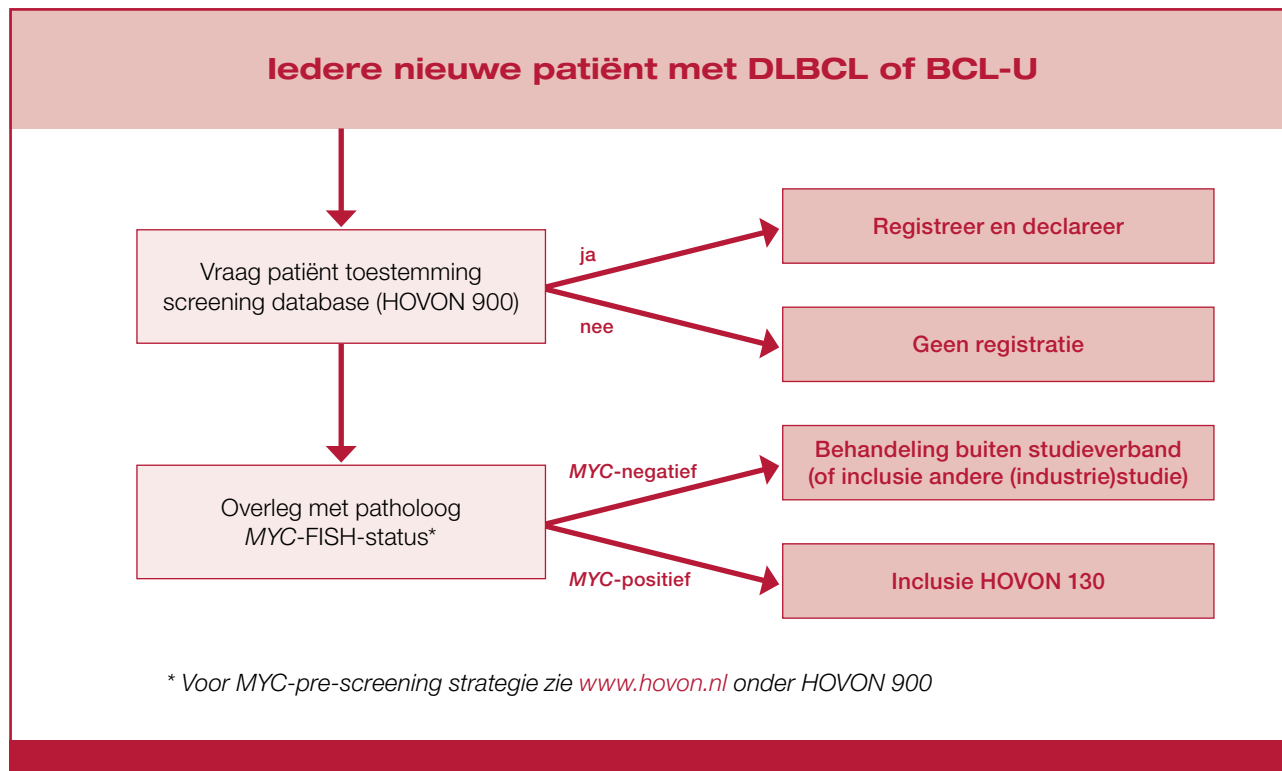 Iedere nieuwe patiënt met DLBCL of BCL-U
Vraag patiënt toestemming
screening database (HOVON 900)
ja
nee
Registreer en declareer
Geen registratie
Overleg met patholoog
MYC-FISH-status*
MYC-negatief
MYC-positief
Behandeling buiten studieverband
(of inclusie andere (industrie)studie)
Inclusie HOVON 130
* Voor MYC-pre-screening strategie zie www.hovon.nl onder HOVON 900